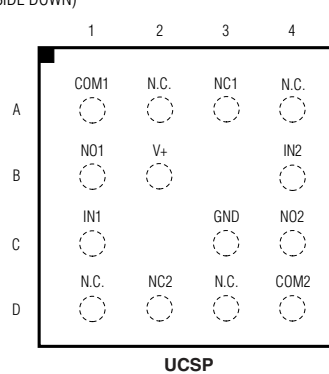 SIDE DOWN)
1 2 3 4
A COM1 N.C. NC1 N.C.
B NO1 V+ IN2
C IN1 GND NO2
D N.C. NC2 N.C. COM2
UCSP